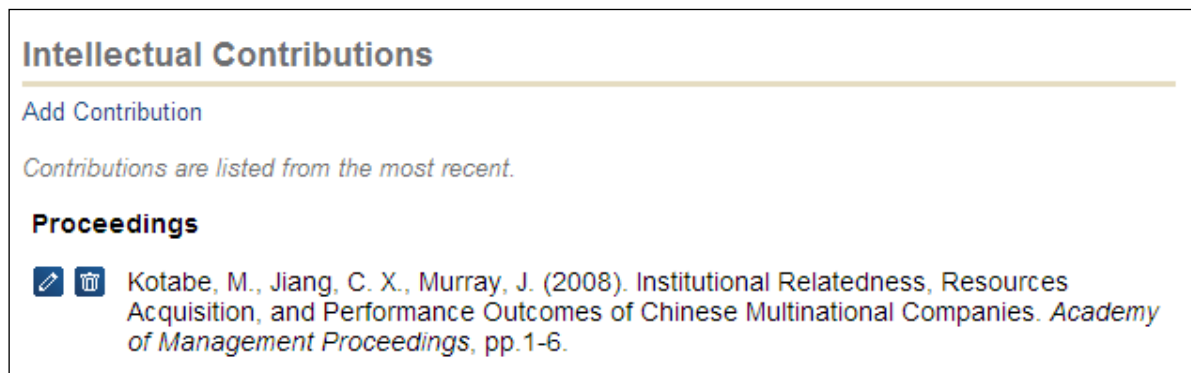 Intellectual Contributions
Add Contribution
Contributions are listed from the most recent.
Proceedings
Kotabe, M., Jiang, C. X., Murray, J. (2008). Institutional Relatedness, Resources
Acquisition, and Performance Outcomes of Chinese Multinational Companies. Academy
of Management Proceedings, pp.1-6.